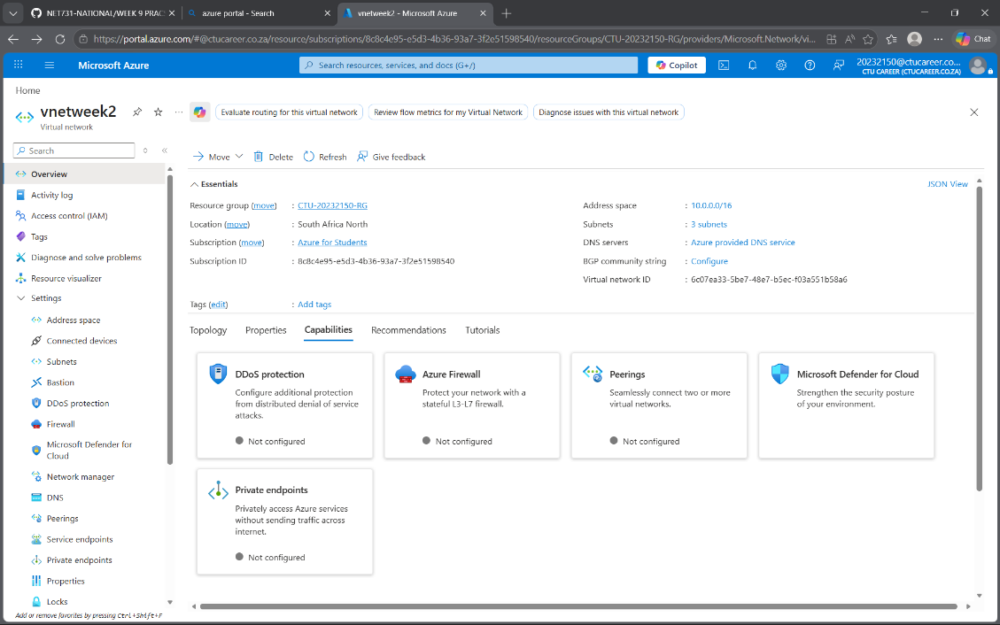 NET731-NATIONAL/WEEK 9 PRAC
azure portal - Search
vnetweek2 - Microsoft Azure
https://portal.azure.com/#@ctucareer.co.za/resource/subscriptions/8c8c4e95-e5d3-4b36-93a7-3f2e51598540/resourceGroups/CTU-20232150-RG/providers/Microsoft.Network/vi...
Chat
Microsoft Azure
Search resources, services, and docs (G+/)
Copilot
20232150@ctucareer.co...
CTU CAREER (CTUCAREER.CO.ZA)
Home
vnetweek2
Virtual network
Evaluate routing for this virtual network
Review flow metrics for my Virtual Network
Diagnose issues with this virtual network
Search
Move
Delete
Refresh
Give feedback
Overview
Activity log
Access control (IAM)
Tags
Diagnose and solve problems
Resource visualizer
Settings
Address space
Connected devices
Subnets
Bastion
DDoS protection
Firewall
Microsoft Defender for
Cloud
Network manager
DNS
Peerings
Service endpoints
Private endpoints
Properties
Locks
Add or remove favorites by pressing Ctrl+Shift+F
Essentials
JSON View
Resource group (move) : CTU-20232150-RG
Location (move) : South Africa North
Subscription (move) : Azure for Students
Subscription ID : 8c8c4e95-e5d3-4b36-93a7-3f2e51598540
Address space : 10.0.0.0/16
Subnets : 3 subnets
DNS servers : Azure provided DNS service
BGP community string : Configure
Virtual network ID : 6c07ea33-5be7-48e7-b5ec-f03a551b58a6
Tags (edit) : Add tags
Topology
Properties
Capabilities
Recommendations
Tutorials
DDoS protection
Configure additional protection
from distributed denial of service
attacks.
Not configured
Azure Firewall
Protect your network with a
stateful L3-L7 firewall.
Not configured
Peerings
Seamlessly connect two or more
virtual networks.
Not configured
Microsoft Defender for Cloud
Strengthen the security posture
of your environment.
Private endpoints
Privately access Azure services
without sending traffic across
internet.
Not configured